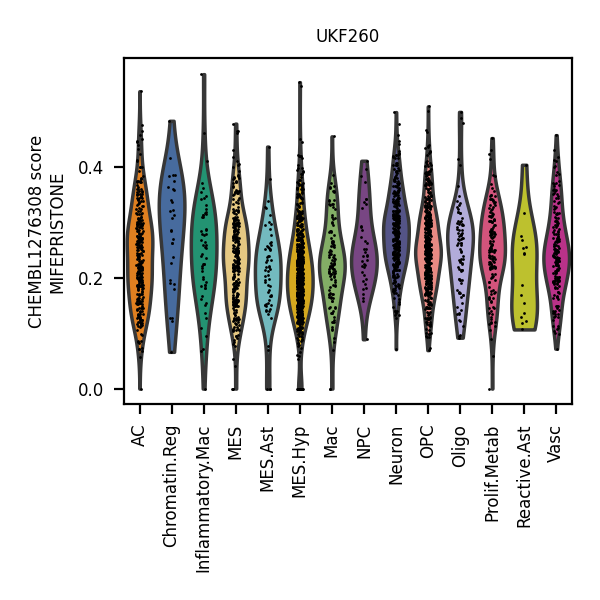 UKF260
CHEMBL1276308 score
MIFEPRISTONE
0.4
0.2
0.0
AC
Chromatin.Reg
Inflammatory.Mac
MES
MES.Ast
MES.Hyp
Mac
NPC
Neuron
OPC
Oligo
Prolif.Metab
Reactive.Ast
Vasc